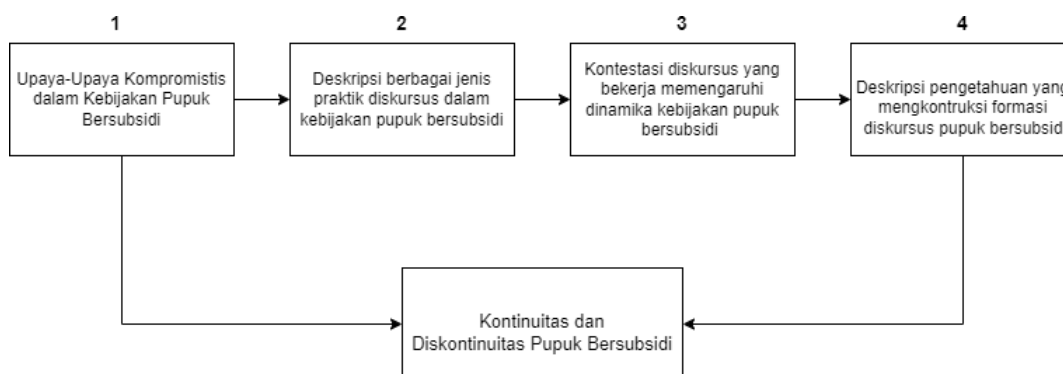 1
2
3
4
Upaya-Upaya Kompromistis
dalam Kebijakan Pupuk
Bersubsidi
Deskripsi berbagai jenis
praktik diskursus dalam
kebijakan pupuk bersubsidi
Kontestasi diskursus yang
bekerja memengaruhi
dinamika kebijakan pupuk
bersubsidi
Deskripsi pengetahuan yang
mengkontruksi formasi
diskursus pupuk bersubsid
Kontinuitas dan
Diskontinuitas Pupuk Bersubsidi